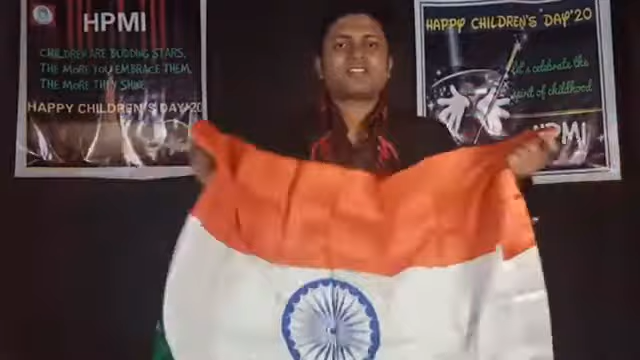 HPMI
CHILDREN ARE BUDDING STARS,
THE MORE YOU EMBRACE THEM,
THE MORE THEY SHINE.
HAPPY CHILDREN'S DAY'20
HAPPY CHILDREN'S DAY'20
let's celebrate the
spirit of childhood
HPMI